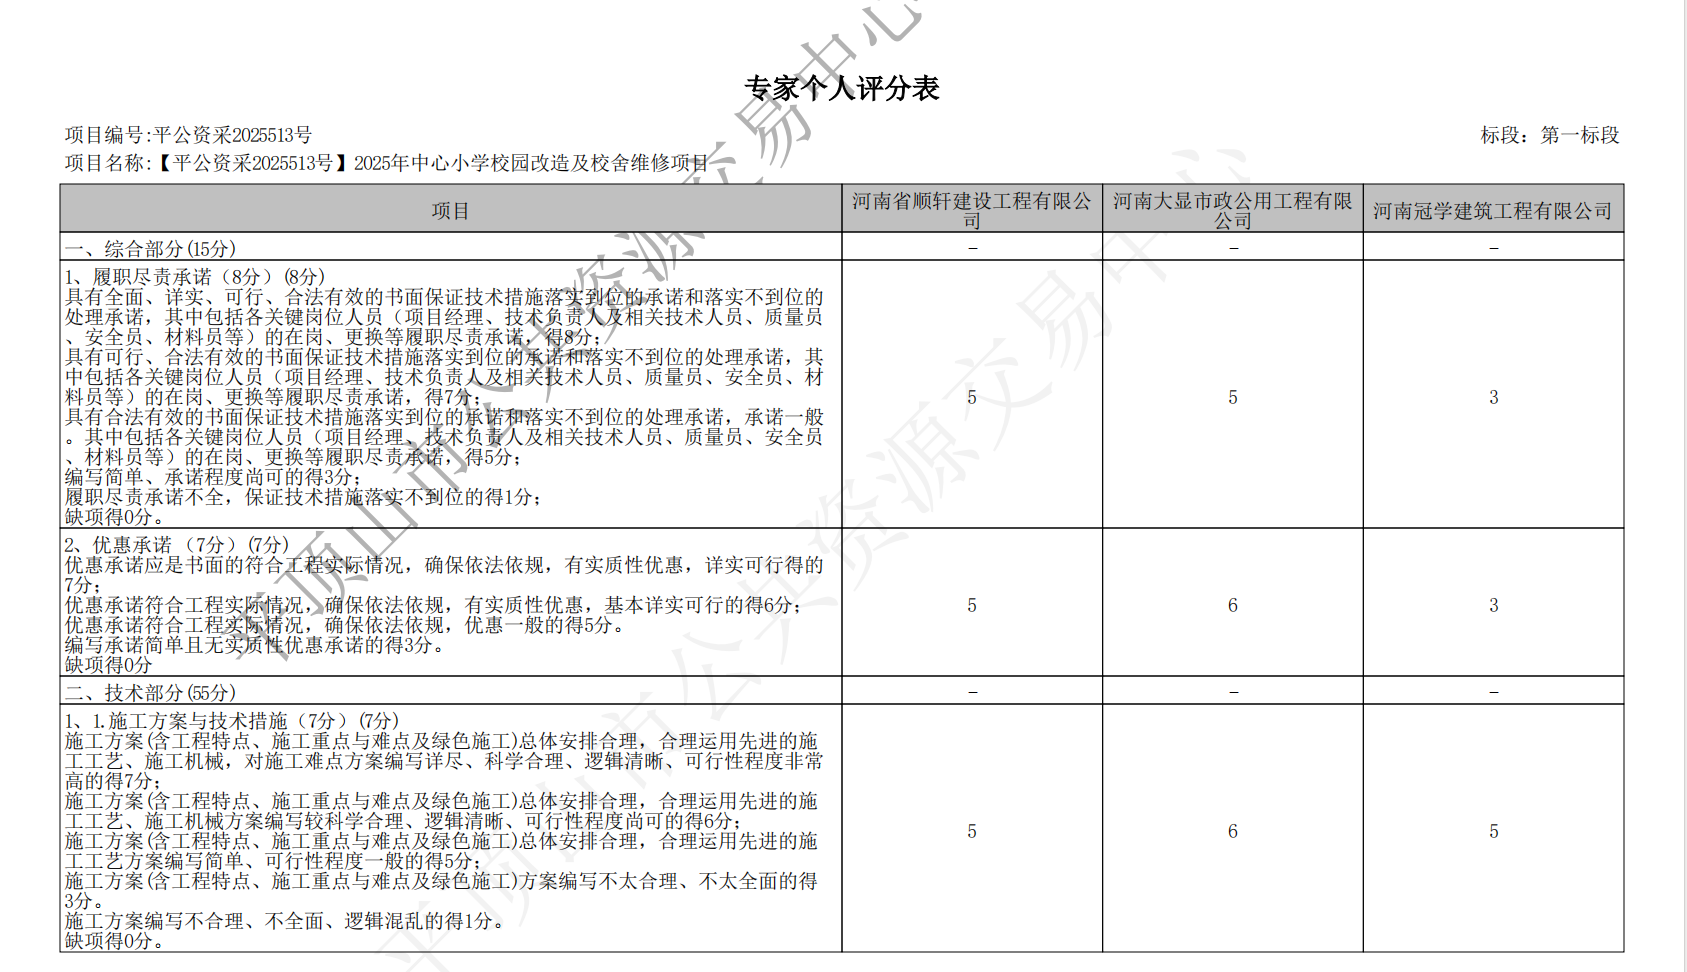 专家个人评分表
项目编号:平公资采2025513号
标段：第一标段
项目名称:【平公资采2025513号】2025年中心小学校园改造及校舍维修项目
项目
河南省顺轩建设工程有限公
司
河南大显市政公用工程有限
公司
河南冠学建筑工程有限公司
一、综合部分(15分)
－
－
－
1、履职尽责承诺（8分）(8分)
具有全面、详实、可行、合法有效的书面保证技术措施落实到位的承诺和落实不到位的
处理承诺，其中包括各关键岗位人员（项目经理、技术负责人及相关技术人员、质量员
、安全员、材料员等）的在岗、更换等履职尽责承诺，得8分；
具有可行、合法有效的书面保证技术措施落实到位的承诺和落实不到位的处理承诺，其
中包括各关键岗位人员（项目经理、技术负责人及相关技术人员、质量员、安全员、材
料员等）的在岗、更换等履职尽责承诺，得7分；
具有合法有效的书面保证技术措施落实到位的承诺和落实不到位的处理承诺，承诺一般
。其中包括各关键岗位人员（项目经理、技术负责人及相关技术人员、质量员、安全员
、材料员等）的在岗、更换等履职尽责承诺，得5分；
编写简单、承诺程度尚可的得3分；
履职尽责承诺不全，保证技术措施落实不到位的得1分；
缺项得0分。
5
5
3
2、优惠承诺 （7分）(7分)
优惠承诺应是书面的符合工程实际情况，确保依法依规，有实质性优惠，详实可行得的
7分；
优惠承诺符合工程实际情况，确保依法依规，有实质性优惠，基本详实可行的得6分；
优惠承诺符合工程实际情况，确保依法依规，优惠一般的得5分。
编写承诺简单且无实质性优惠承诺的得3分。
缺项得0分
5
6
3
二、技术部分(55分)
－
－
－
1、1.施工方案与技术措施（7分）(7分)
施工方案(含工程特点、施工重点与难点及绿色施工)总体安排合理，合理运用先进的施
工工艺、施工机械，对施工难点方案编写详尽、科学合理、逻辑清晰、可行性程度非常
高的得7分；
施工方案(含工程特点、施工重点与难点及绿色施工)总体安排合理，合理运用先进的施
工工艺、施工机械方案编写较科学合理、逻辑清晰、可行性程度尚可的得6分；
施工方案(含工程特点、施工重点与难点及绿色施工)总体安排合理，合理运用先进的施
工工艺方案编写简单、可行性程度一般的得5分；
施工方案(含工程特点、施工重点与难点及绿色施工)方案编写不太合理、不太全面的得
3分。
施工方案编写不合理、不全面、逻辑混乱的得1分。
缺项得0分。
5
6
5
平顶山市公共资源交易中心
平顶山市公共资源交易中心